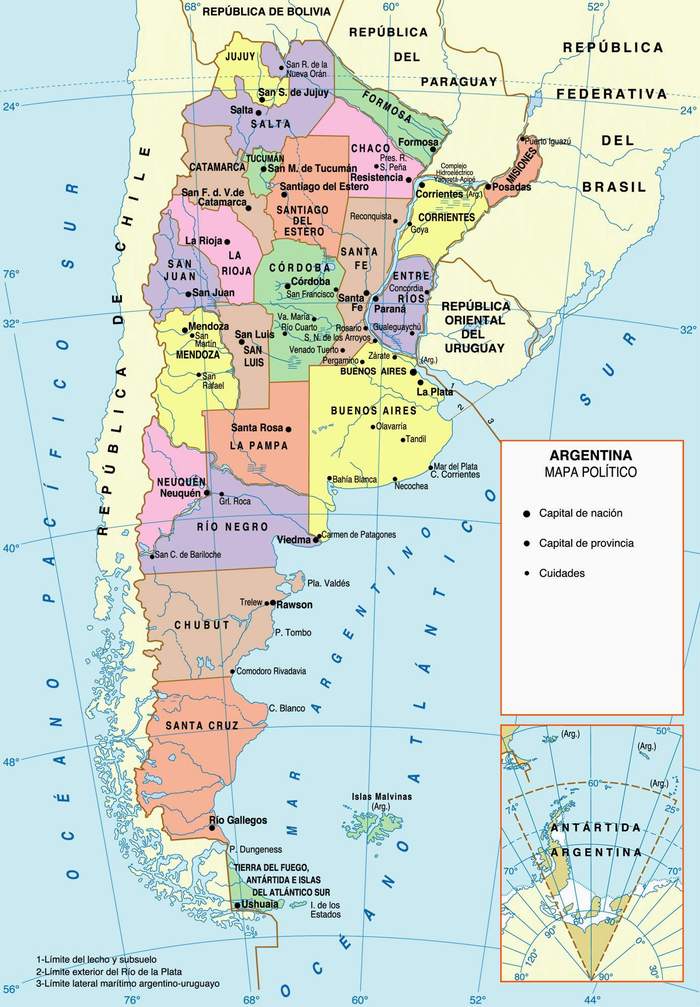 68°
REPÚBLICA DE BOLIVIA
60°
52°
REPÚBLICA
DEL
PARAGUAY
REPÚBLICA
FEDERATIVA
DEL
BRASIL
24°
24°
JUJUY
San R. de la
Nueva Orán
San S. de Jujuy
Salta
SALTA
FORMOSA
Formosa
CHACO
Pres. R.
S. Peña
Resistencia
Complejo
Hidroeléctrico
Yacyretá-Apipé
(Arg.)
Puerto Iguazú
MISIONES
Posadas
CATAMARCA
TUCUMÁN
San M. de Tucumán
Santiago del Estero
San F. d. V.de
Catamarca
SANTIAGO
DEL
ESTERO
Corrientes
CORRIENTES
Reconquista
Goya
La Rioja
LA
RIOJA
SAN
JUAN
San Juan
CÓRDOBA
Córdoba
San Francisco
SANTA
FE
Santa
Fe
ENTRE
RÍOS
Concordia
Paraná
REPÚBLICA
ORIENTAL
DEL
URUGUAY
76°
32°
32°
Mendoza
San
Martín
MENDOZA
San
Rafael
San Luis
SAN
LUIS
Va. María
Río Cuarto
Rosario
Gualeguaychú
S. N. de los Arroyos
Venado Tuerto
Pergamino
Zárate
(Arg.)
BUENOS AIRES
La Plata
1
2
3
BUENOS AIRES
Olavarría
Tandil
Santa Rosa
LA PAMPA
Mar del Plata
C. Corrientes
Bahía Blanca
Necochea
NEUQUÉN
Neuquén
Grl. Roca
RÍO NEGRO
Viedma
Carmen de Patagones
San C. de Bariloche
40°
Pla. Valdés
Trelew
Rawson
CHUBUT
P. Tombo
Comodoro Rivadavia
C. Blanco
SANTA CRUZ
48°
Islas Malvinas
(Arg.)
Río Gallegos
P. Dungeness
TIERRA DEL FUEGO,
ANTÁRTIDA E ISLAS
DEL ATLÁNTICO SUR
Ushuaia
I. de los
Estados
REPÚBLICA DE CHILE
OCÉANO PACÍFICO SUR
MAR ARGENTINO
OCÉANO ATLÁNTICO SUR
ARGENTINA
MAPA POLÍTICO
Capital de nación
Capital de provincia
Cuidades
(Arg.)
50°
(Arg.)
(Arg.)
60°
74°
25°
ANTÁRTIDA
ARGENTINA
70°
70°
120°
90°
60°
30°
0°
80°
90°
1-Límite del lecho y subsuelo
2-Límite exterior del Río de la Plata
3-Límite lateral marítimo argentino-uruguayo
56°
76°
68°
60°
52°
44°